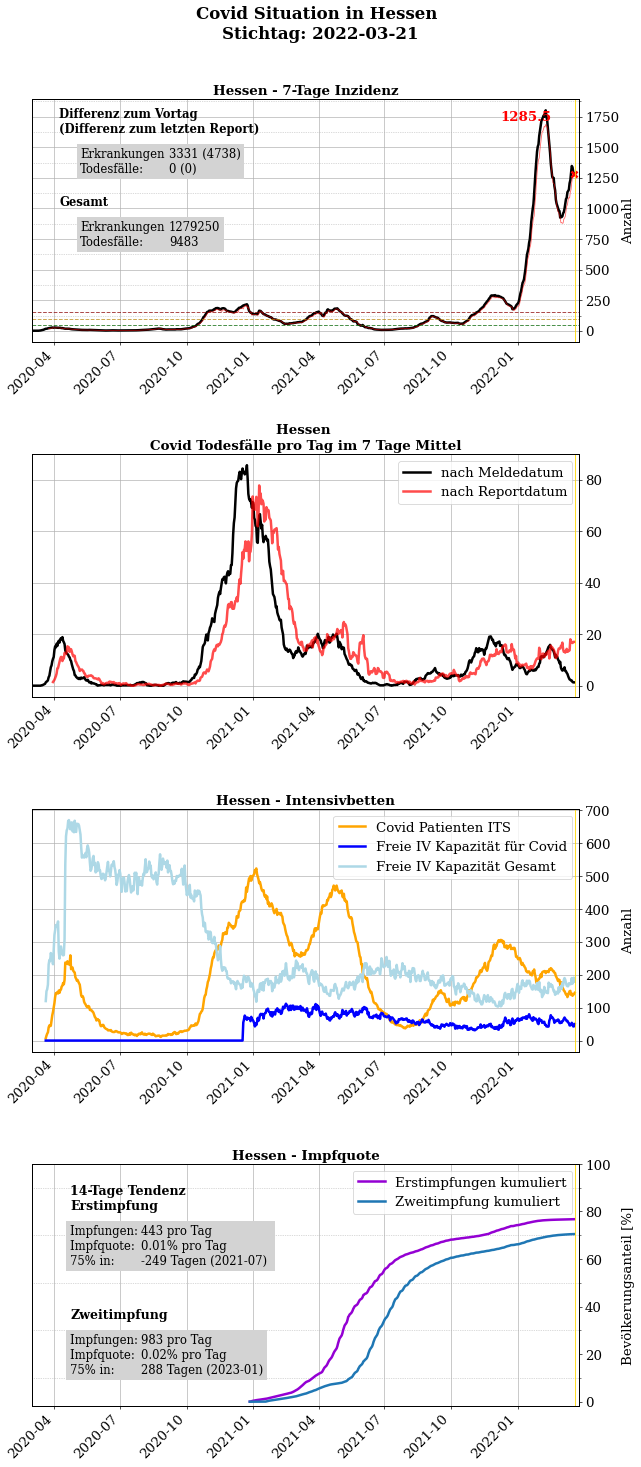 Covid Situation in Hessen
Stichtag: 2022-03-21
Hessen - 7-Tage Inzidenz
Differenz zum Vortag
(Differenz zum letzten Report)
Erkrankungen 3331 (4738)
Todesfälle: 0 (0)
Gesamt
Erkrankungen 1279250
Todesfälle: 9483
1285.5
1750
1500
1250
1000
750
500
250
0
Anzahl
2020-04
2020-07
2020-10
2021-01
2021-04
2021-07
2021-10
2022-01
Hessen
Covid Todesfälle pro Tag im 7 Tage Mittel
nach Meldedatum
nach Reportdatum
80
60
40
20
0
2020-04
2020-07
2020-10
2021-01
2021-04
2021-07
2021-10
2022-01
Hessen - Intensivbetten
Covid Patienten ITS
Freie IV Kapazität für Covid
Freie IV Kapazität Gesamt
700
600
500
400
300
200
100
0
Anzahl
2020-04
2020-07
2020-10
2021-01
2021-04
2021-07
2021-10
2022-01
Hessen - Impfquote
14-Tage Tendenz
Erstimpfung
Impfungen: 443 pro Tag
Impfquote: 0.01% pro Tag
75% in: -249 Tagen (2021-07)
Zweitimpfung
Impfungen: 983 pro Tag
Impfquote: 0.02% pro Tag
75% in: 288 Tagen (2023-01)
Erstimpfungen kumuliert
Zweitimpfung kumuliert
100
80
60
40
20
0
Bevölkerungsanteil [%]
2020-04
2020-07
2020-10
2021-01
2021-04
2021-07
2021-10
2022-01